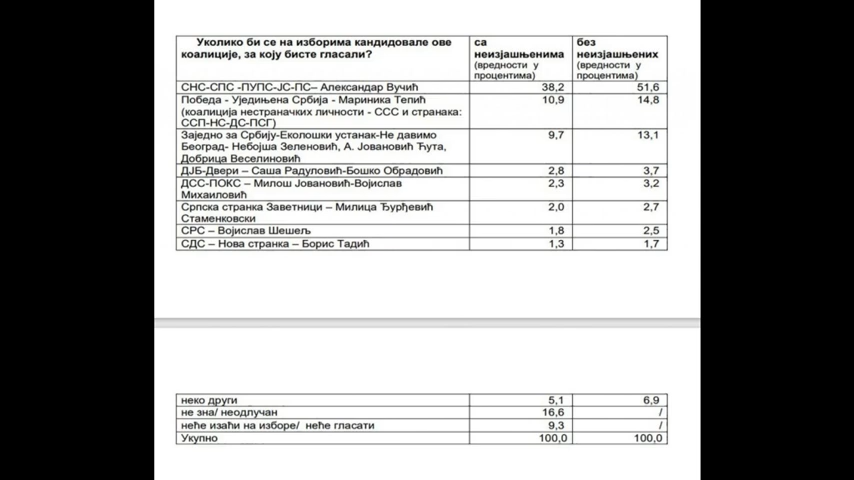 Уколико би се на изборима кандидовале ове коалиције, за коју бисте гласали? са неизјашњенима (вредности у процентима) без неизјашњених (вредности у процентима)
СНС-СПС -ПУПС-ЈС-ПС– Александар Вучић 38,2 51,6
Победа - Уједињена Србија - Мариника Тепић 10,9 14,8
(коалиција нестраначких личности - ССС и странака:
ССП-НС-ДС-ПСГ)
Заједно за Србију-Еколошки устанак-Не давимо 9,7 13,1
Београд- Небојша Зеленовић, А. Јовановић Ћута,
Добрица Веселиновић
ДЈБ-Двери – Саша Радуловић-Бошко Обрадовић 2,8 3,7
ДСС-ПОКС – Милош Јовановић-Војислав 2,3 3,2
Михаиловић
Српска странка Заветници – Милица Ђурђевић 2,0 2,7
Стаменковски
СРС – Војислав Шешељ 1,8 2,5
СДС – Нова странка – Борис Тадић 1,3 1,7
неко други 5,1 6,9
не зна/ неодлучан 16,6 /
неће изаћи на изборе/ неће гласати 9,3 /
Укупно 100,0 100,0